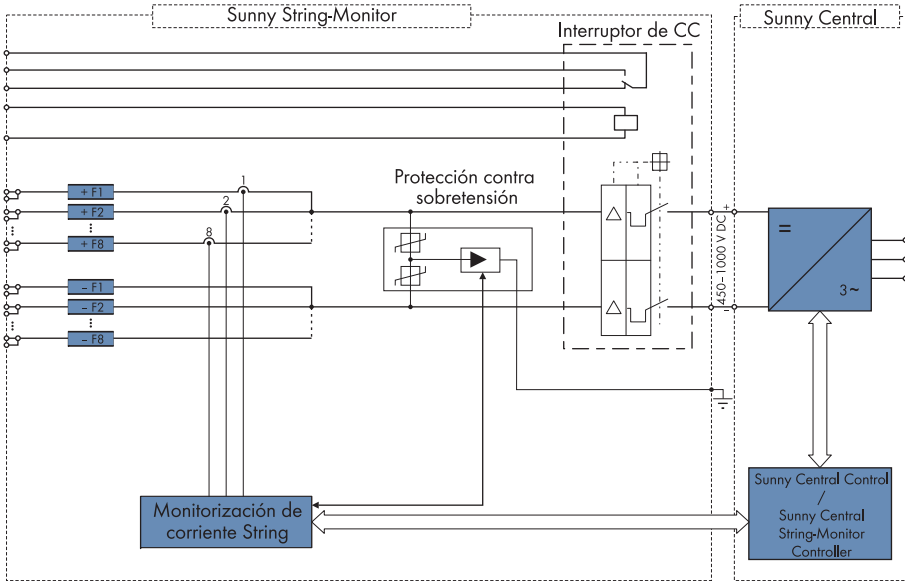 Sunny String-Monitor
Sunny Central
Interruptor de CC
1
+ F1
2
+ F2
8
+ F8
Protección contra
sobretensión
- F1
- F2
- F8
450-1000 V DC
+
-
=
3~
Monitorización de
corriente String
Sunny Central Control
/
Sunny Central
String-Monitor
Controller